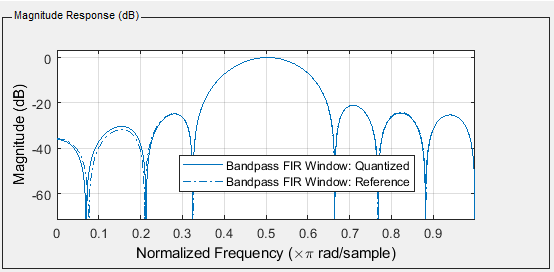 Magnitude Response (dB)
0
-20
-40
-60
Magnitude (dB)
Bandpass FIR Window: Quantized
Bandpass FIR Window: Reference
0 0.1 0.2 0.3 0.4 0.5 0.6 0.7 0.8 0.9
Normalized Frequency (×π rad/sample)